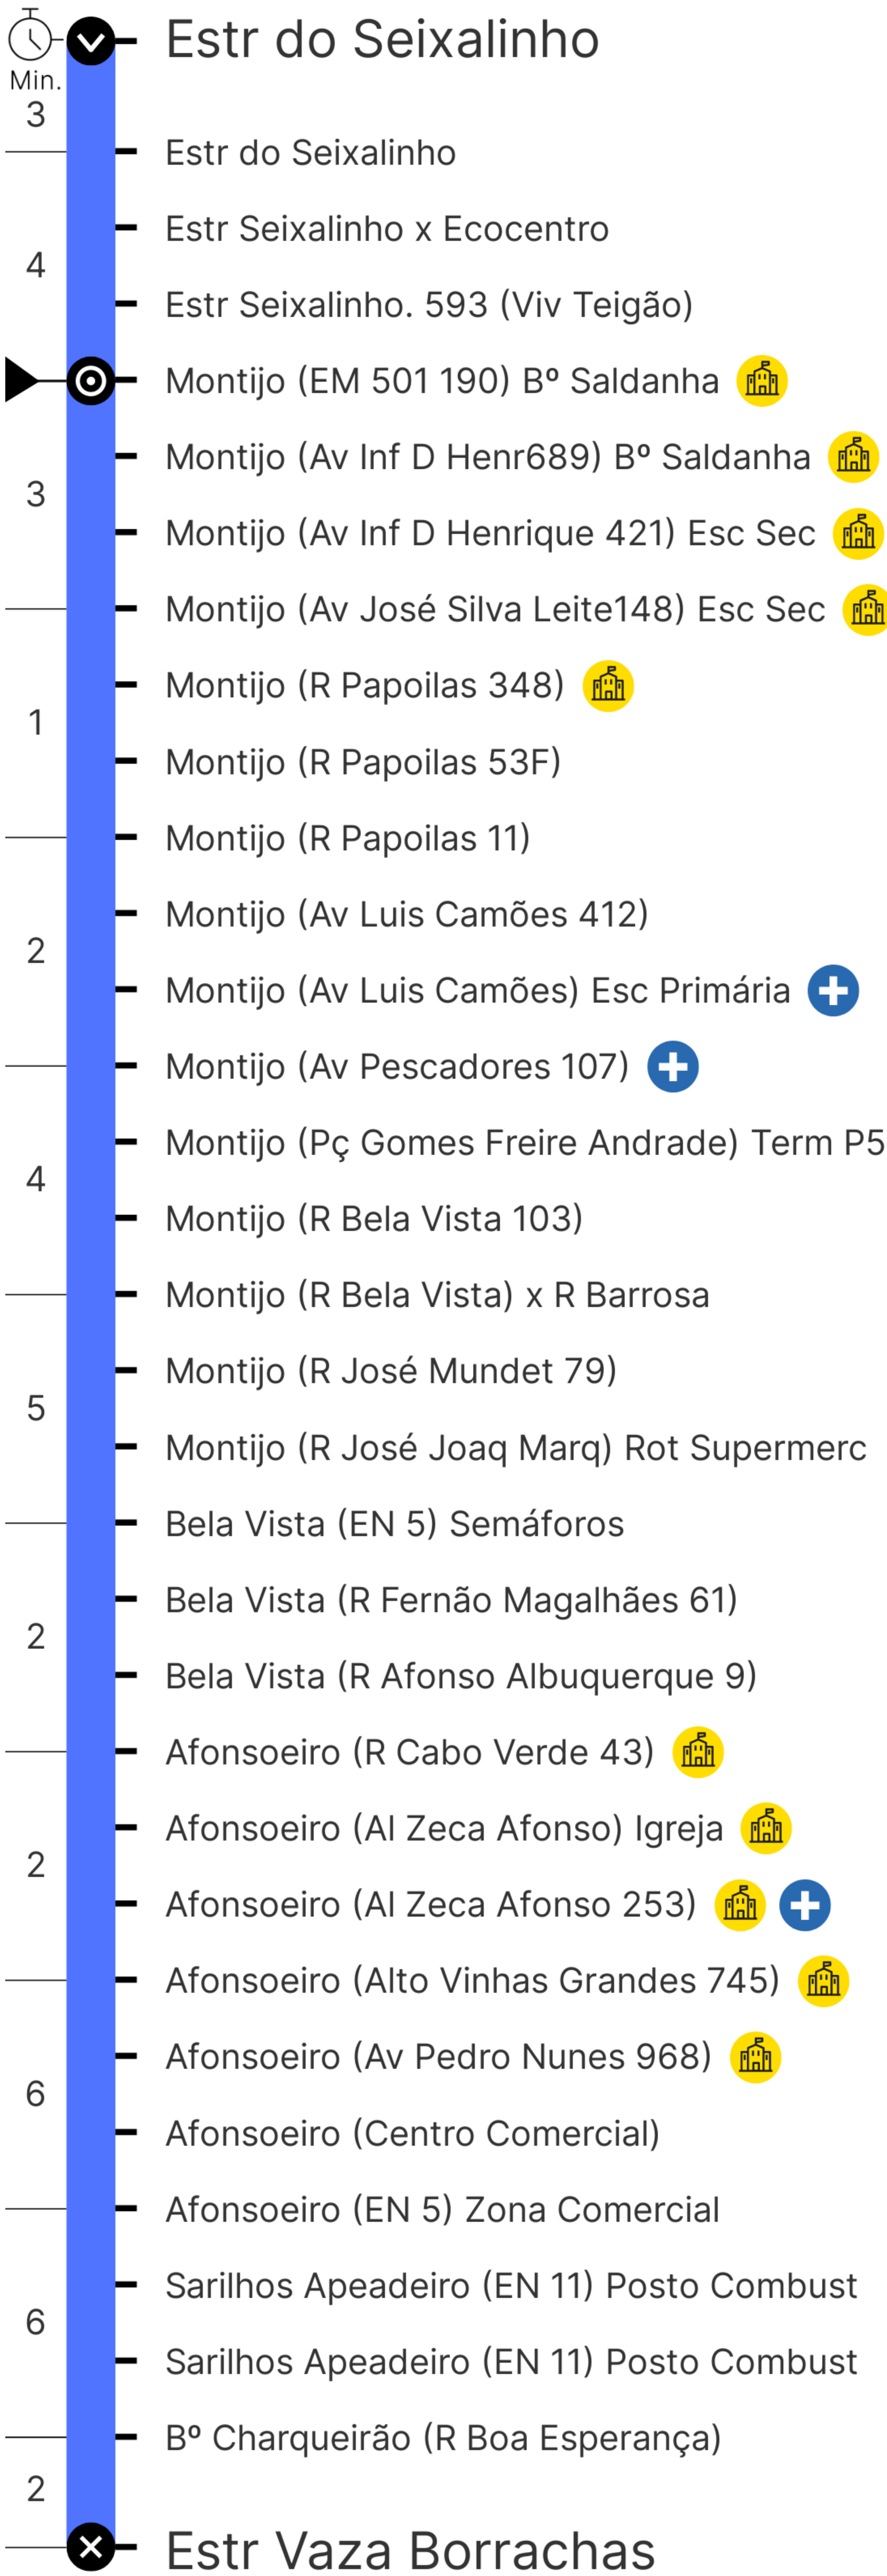 Estr do Seixalinho
Min.
3
Estr do Seixalinho
Estr Seixalinho x Ecocentro
4
Estr Seixalinho. 593 (Viv Teigão)
Montijo (EM 501 190) Bº Saldanha
Montijo (Av Inf D Henr689) Bº Saldanha
3
Montijo (Av Inf D Henrique 421) Esc Sec
Montijo (Av José Silva Leite148) Esc Sec
Montijo (R Papoilas 348)
1
Montijo (R Papoilas 53F)
Montijo (R Papoilas 11)
Montijo (Av Luis Camões 412)
2
Montijo (Av Luis Camões) Esc Primária
Montijo (Av Pescadores 107)
Montijo (Pç Gomes Freire Andrade) Term P5
4
Montijo (R Bela Vista 103)
Montijo (R Bela Vista) x R Barrosa
Montijo (R José Mundet 79)
5
Montijo (R José Joaq Marq) Rot Supermerc
Bela Vista (EN 5) Semáforos
Bela Vista (R Fernão Magalhães 61)
2
Bela Vista (R Afonso Albuquerque 9)
Afonsoeiro (R Cabo Verde 43)
Afonsoeiro (Al Zeca Afonso) Igreja
2
Afonsoeiro (Al Zeca Afonso 253)
Afonsoeiro (Alto Vinhas Grandes 745)
Afonsoeiro (Av Pedro Nunes 968)
6
Afonsoeiro (Centro Comercial)
Afonsoeiro (EN 5) Zona Comercial
Sarilhos Apeadeiro (EN 11) Posto Combust
6
Sarilhos Apeadeiro (EN 11) Posto Combust
Bº Charqueirão (R Boa Esperança)
2
Estr Vaza Borrachas